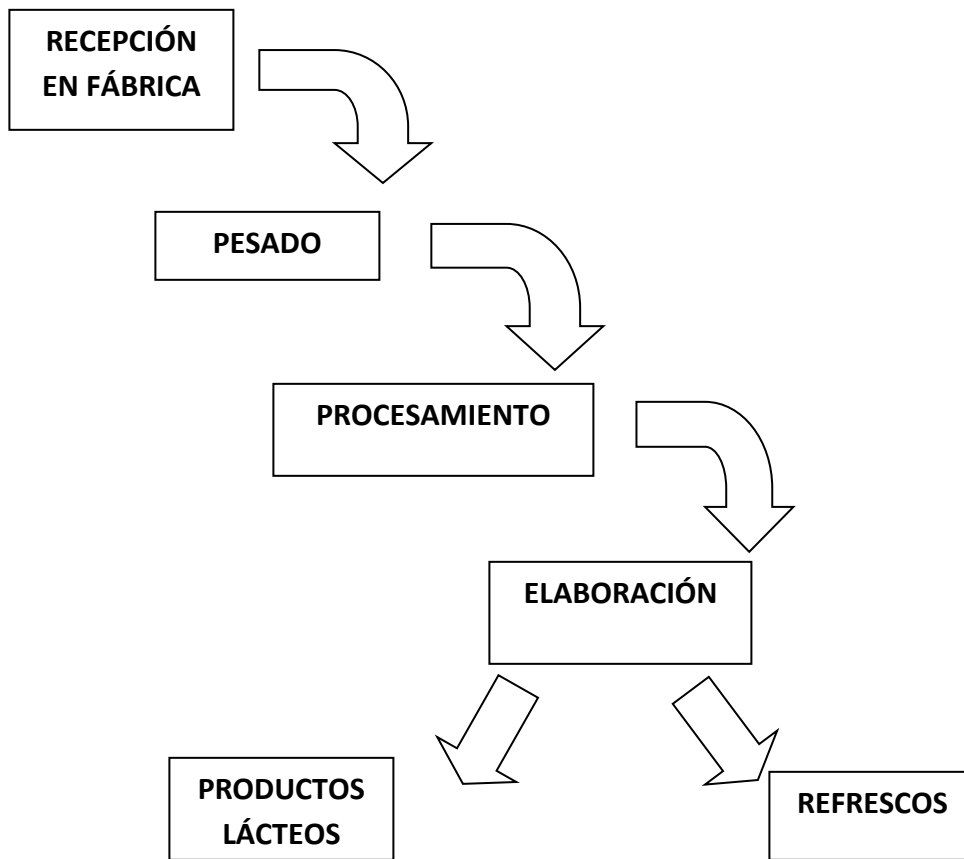 RECEPCIÓN
EN FÁBRICA
PESADO
PROCESAMIENTO
ELABORACIÓN
PRODUCTOS
LÁCTEOS
REFRESCOS